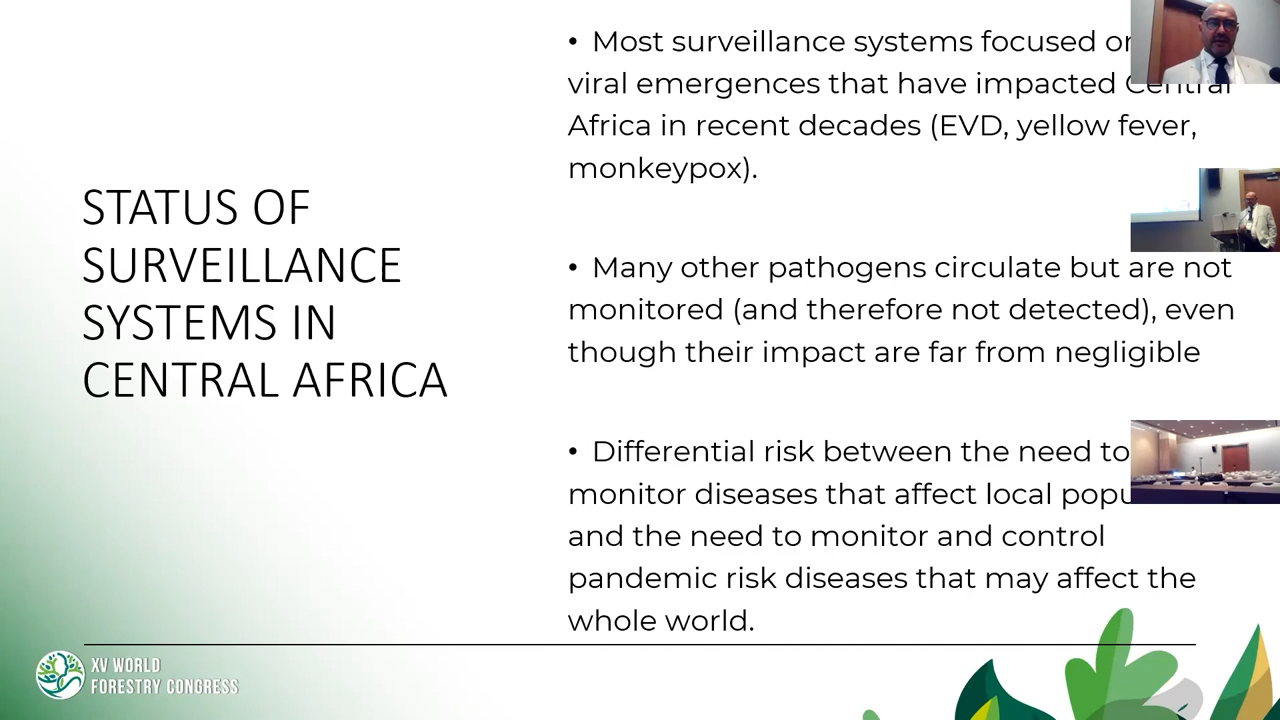 STATUS OF
SURVEILLANCE
SYSTEMS IN
CENTRAL AFRICA
• Most surveillance systems focused
viral emergences that have impacted Central
Africa in recent decades (EVD, yellow fever,
monkeypox).
• Many other pathogens circulate but are not
monitored (and therefore not detected), even
though their impact are far from negligible
• Differential risk between the need to
monitor diseases that affect local
and the need to monitor and control
pandemic risk diseases that may affect the
whole world.
XV WORLD
FORESTRY CONGRESS